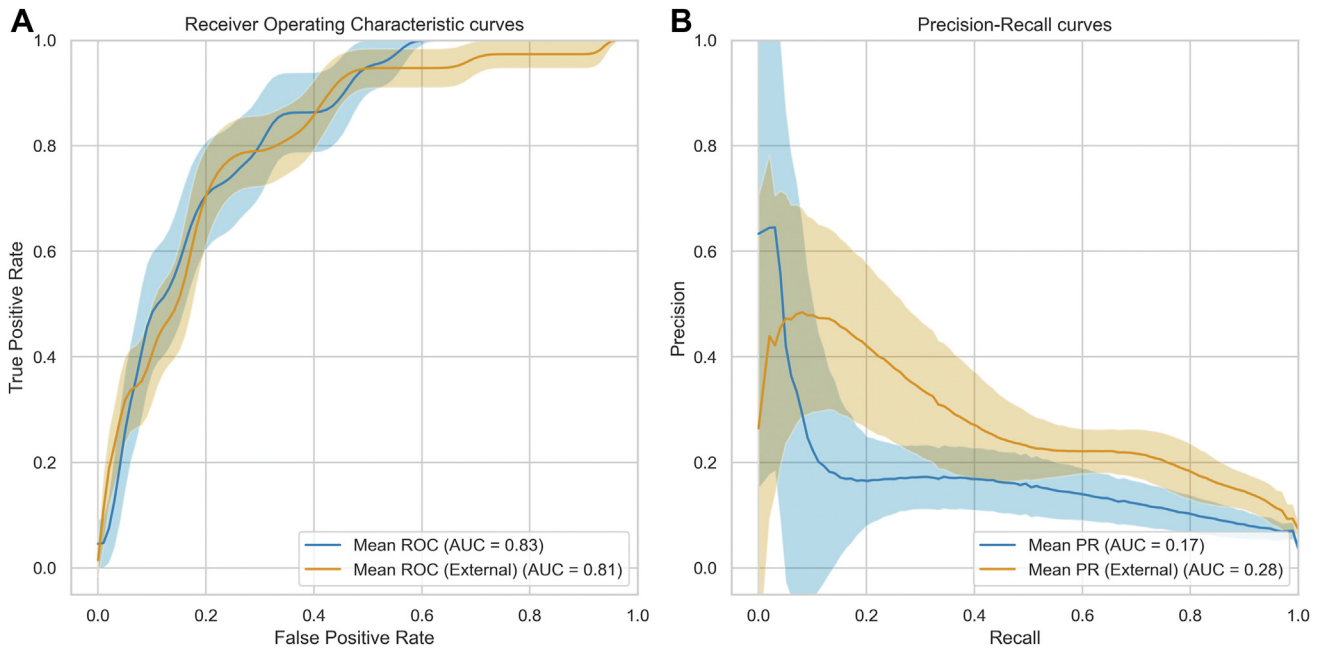 A
Receiver Operating Characteristic curves
1.0
0.8
0.6
0.4
0.2
0.0
True Positive Rate
0.0 0.2 0.4 0.6 0.8 1.0
False Positive Rate
Mean ROC (AUC = 0.83)
Mean ROC (External) (AUC = 0.81)
B
Precision-Recall curves
1.0
0.8
0.6
0.4
0.2
0.0
Precision
0.0 0.2 0.4 0.6 0.8 1.0
Recall
Mean PR (AUC = 0.17)
Mean PR (External) (AUC = 0.28)